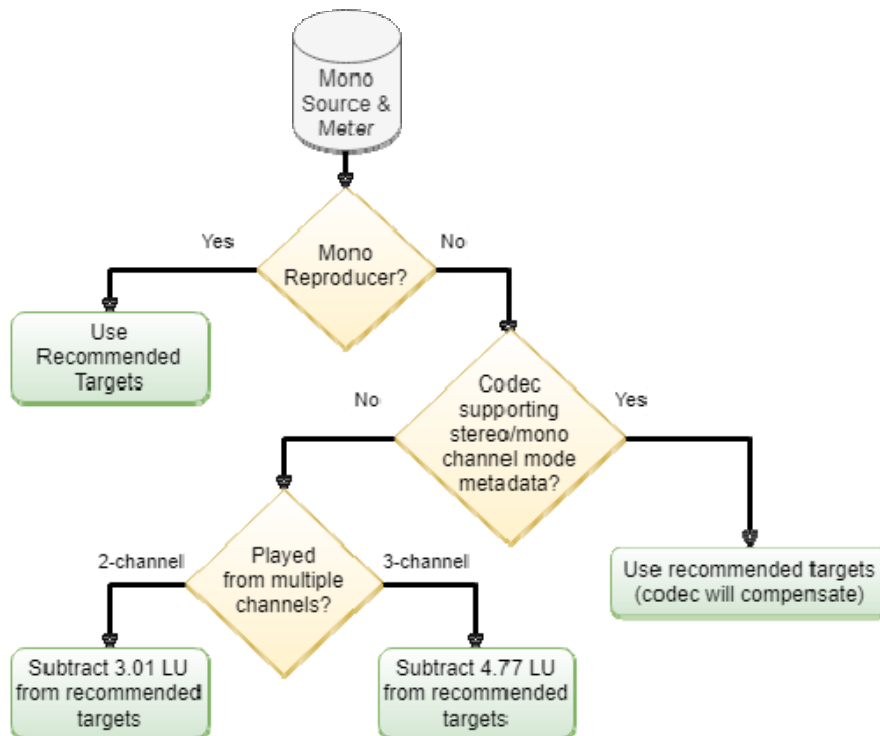 Mono
Source &
Meter
Yes
No
Mono
Reproducer?
Use
Recommended
Targets
No
Codec
supporting
stereo/mono
channel mode
metadata?
Yes
2-channel
Played
from multiple
channels?
3-channel
Use recommended targets
(codec will compensate)
Subtract 3.01 LU
from recommended
targets
Subtract 4.77 LU
from recommended
targets